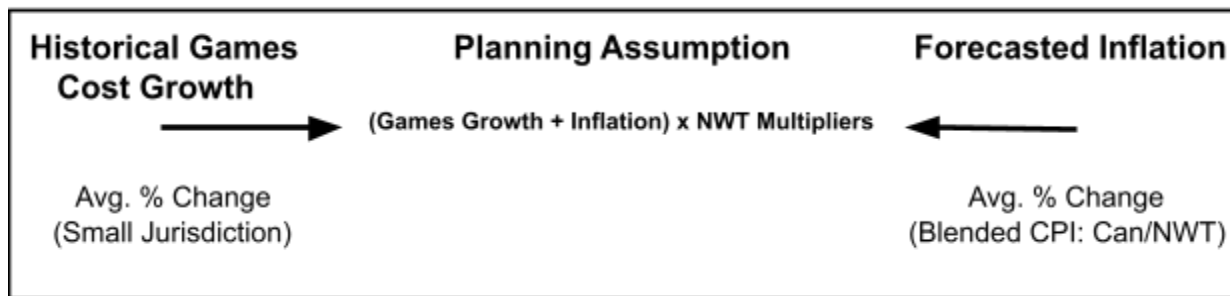 Historical Games
Cost Growth
Planning Assumption
Forecasted Inflation
(Games Growth + Inflation) x NWT Multipliers
Avg. % Change
(Small Jurisdiction)
Avg. % Change
(Blended CPI: Can/NWT)